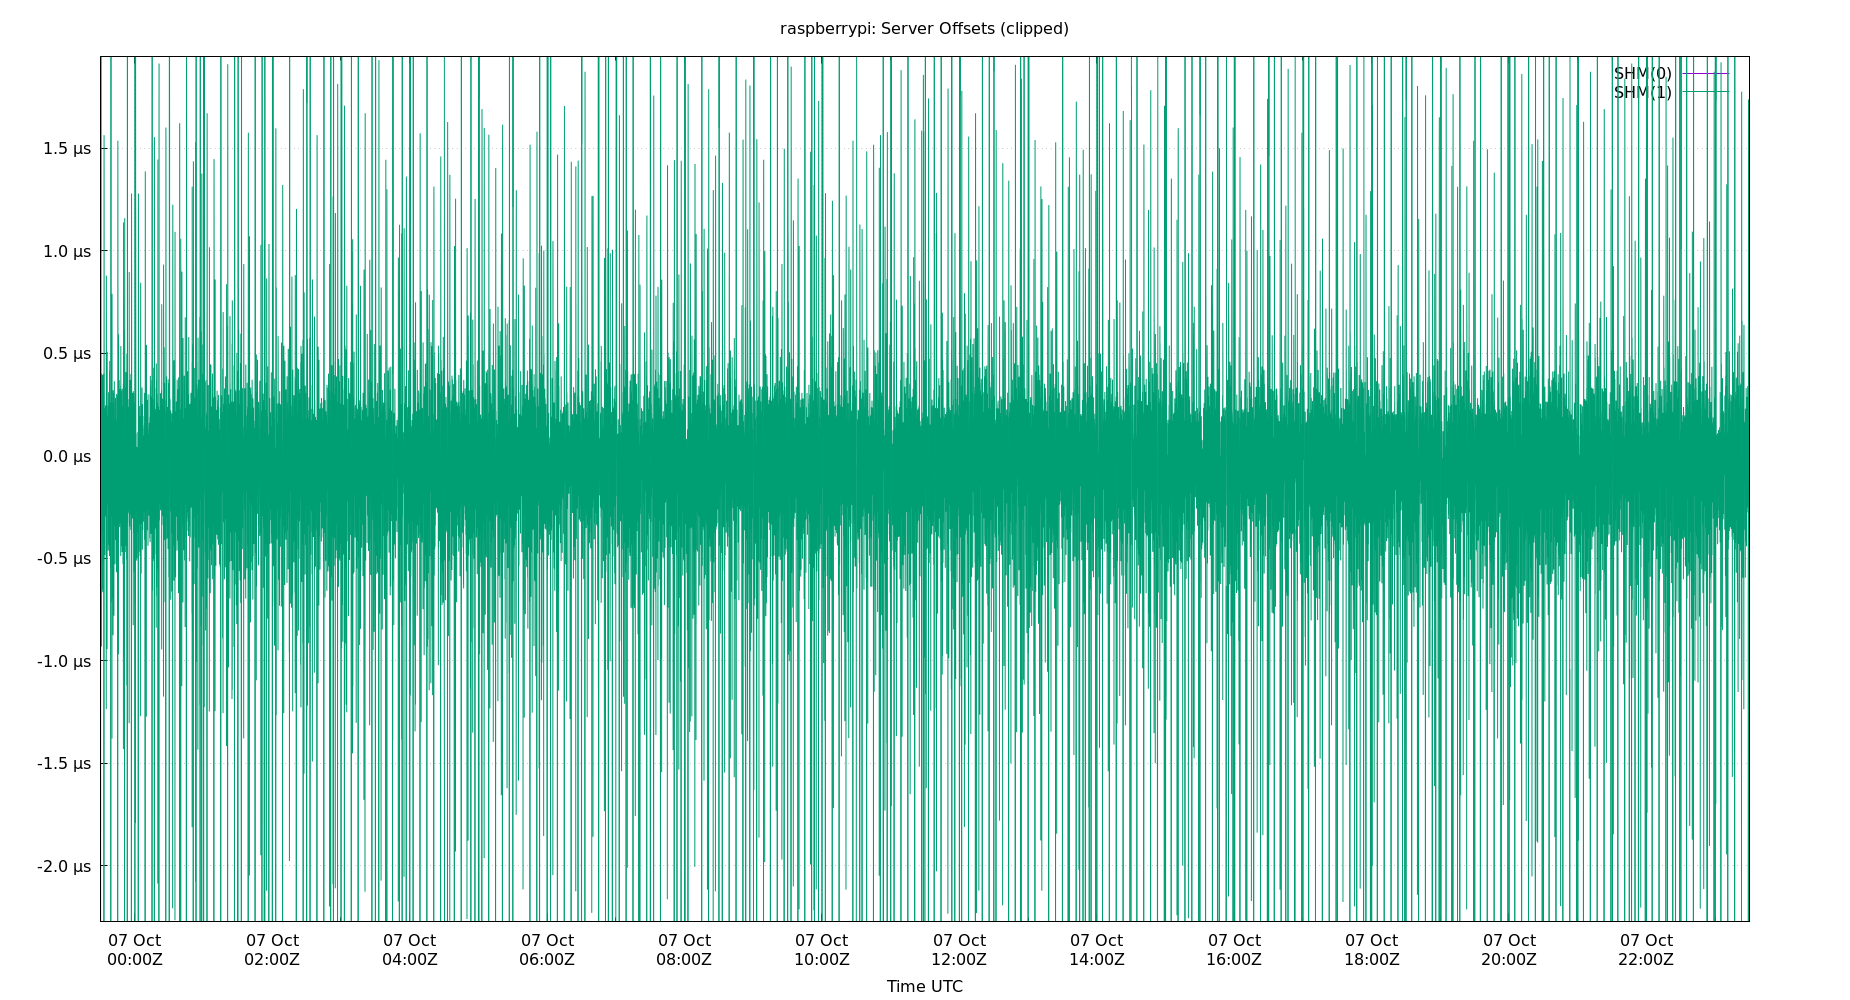 raspberrypi: Server Offsets (clipped)
SHM(0)
SHM(1)
1.5 µs
1.0 µs
0.5 µs
0.0 µs
-0.5 µs
-1.0 µs
-1.5 µs
-2.0 µs
07 Oct 07 Oct 07 Oct 07 Oct 07 Oct 07 Oct 07 Oct 07 Oct 07 Oct 07 Oct 07 Oct 07 Oct
00:00Z 02:00Z 04:00Z 06:00Z 08:00Z 10:00Z 12:00Z 14:00Z 16:00Z 18:00Z 20:00Z 22:00Z
Time UTC